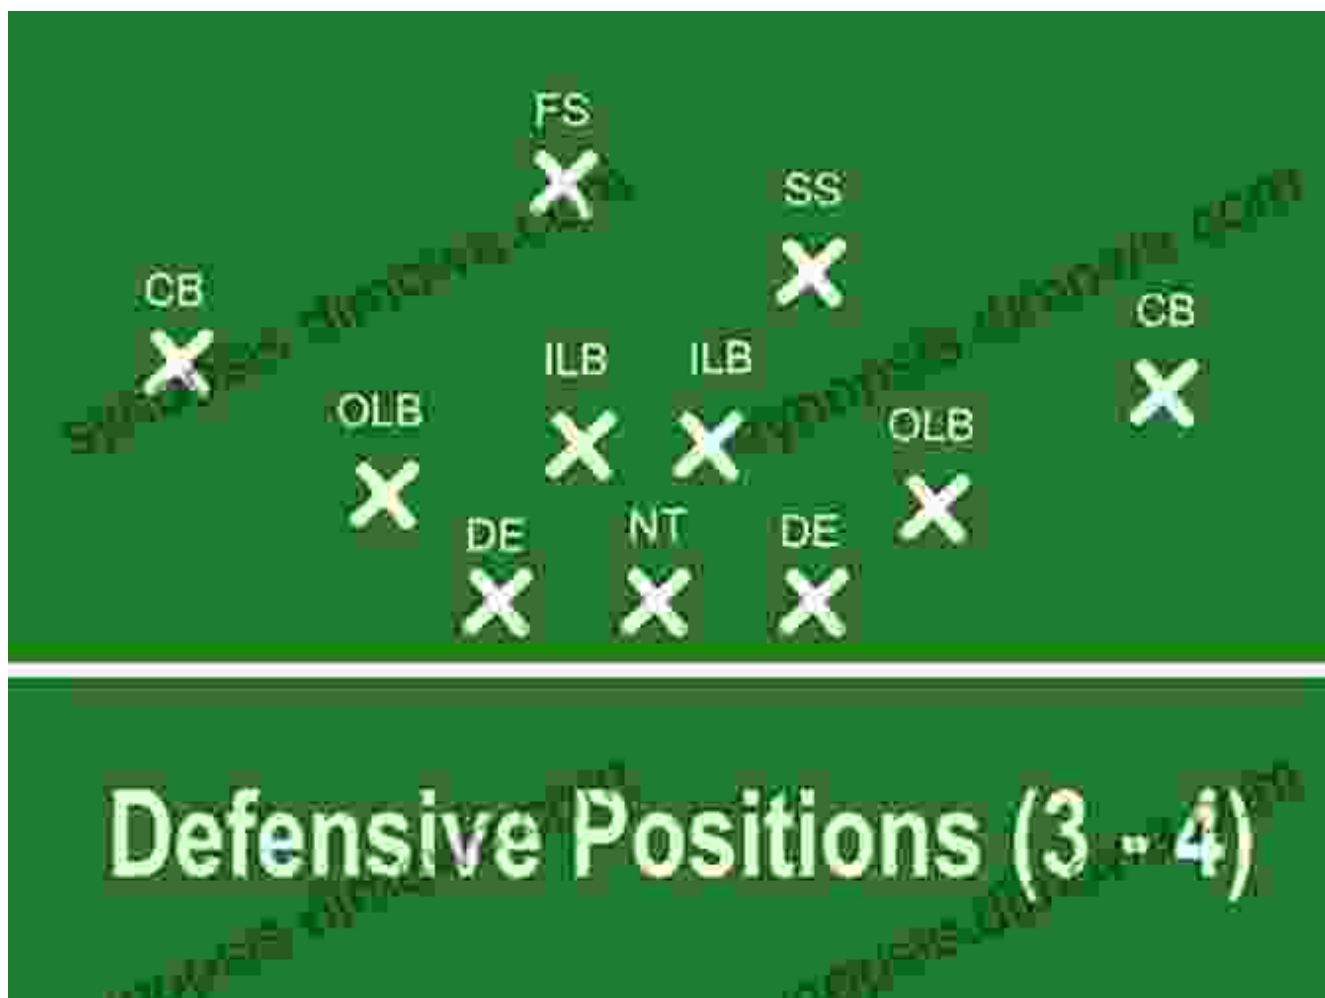 FS
SS
CB
CB
ILB ILB
OLB
OLB
DE NT DE
Defensive Positions (3 - 4)